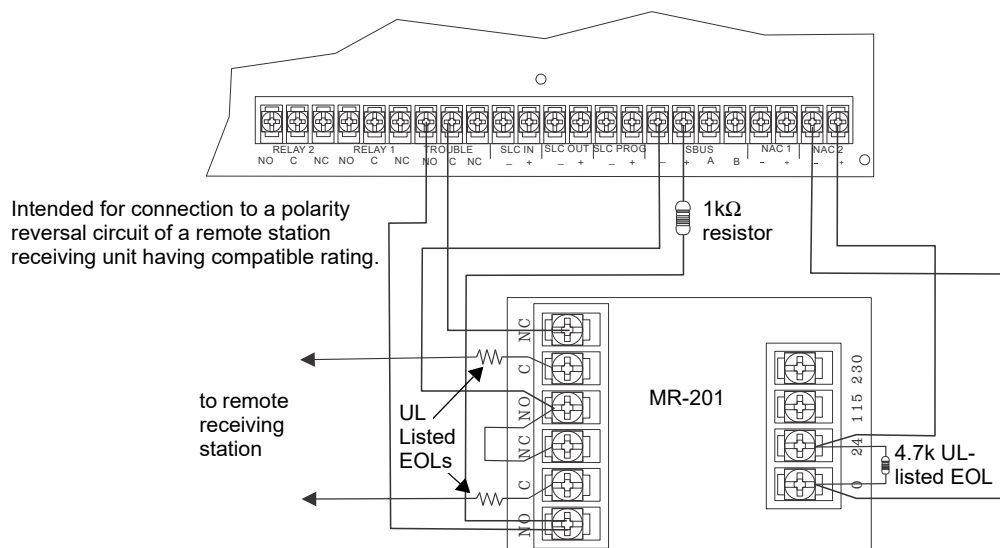 RELAY 2 RELAY 1 TROUBLE SLC IN SLC OUT SLC PROG SBUS NAC 1 NAC 2
NO C NC NO C NC NO C NC – + – + – + – + A B - + - +
Intended for connection to a polarity
reversal circuit of a remote station
receiving unit having compatible rating.
1kΩ
resistor
NC
C
NO
NC
C
NO
MR-201
230
115
24
0
to remote
receiving
station
UL
Listed
EOLs
4.7k UL-
listed EOL